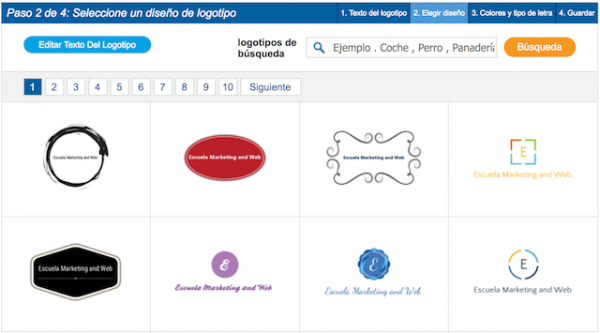 Paso 2 de 4: Seleccione un diseño de logotipo
1. Texto del logotipo
2. Elegir diseño
3. Colores y tipo de letra
4. Guardar
Editar Texto Del Logotipo
logotipos de
búsqueda
Ejemplo . Coche , Perro , Panadería
Búsqueda
1 2 3 4 5 6 7 8 9 10 Siguiente
Escuela Marketing and Web
Escuela Marketing and Web
Escuela Marketing and Web
E
Escuela Marketing and Web
Escuela Marketing and Web
E
Escuela Marketing and Web
E
Escuela Marketing and Web
E
Escuela Marketing and Web